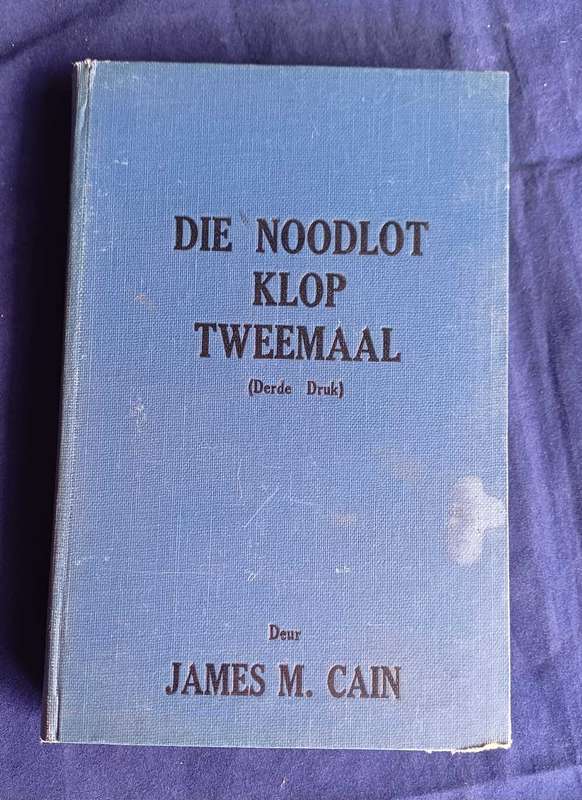 DIE NOODLOT
KLOP
TWEEMAAL
(Derde Druk)
Deur
JAMES M. CAIN